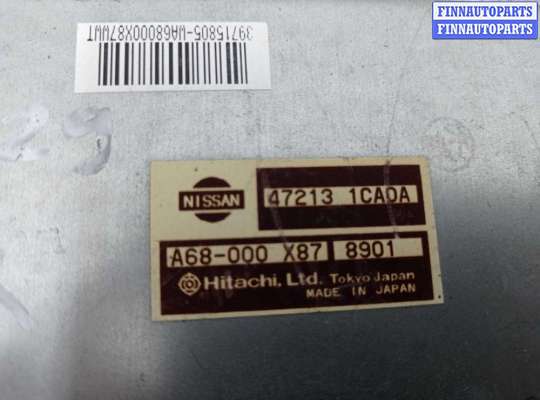 FINNAUTOPARTS
FINNAUTOPARTS
39715805-WA68000X87WWT
NISSAN
47213 1CA0A
A68-000 X87 8901
Hitachi, Ltd. Tokyo Japan
MADE IN JAPAN